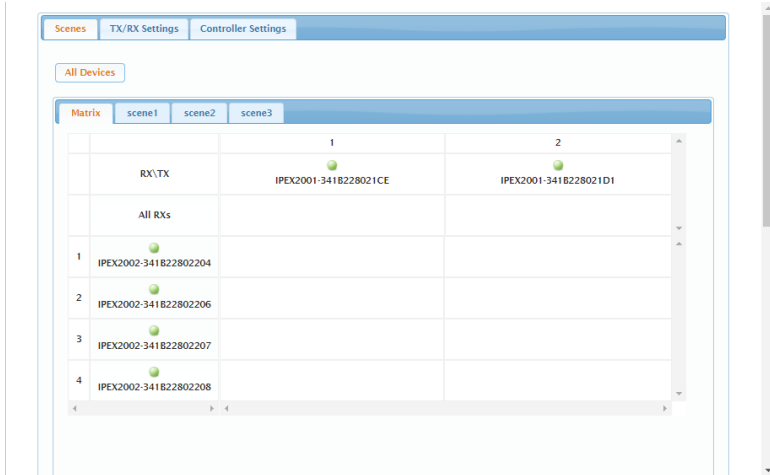 Scenes TX/RX Settings Controller Settings
All Devices
Matrix scene1 scene2 scene3
1 2
RX\TX IPEX2001-341B228021CE IPEX2001-341B228021D1
All RXs
1 IPEX2002-341B22802204
2 IPEX2002-341B22802206
3 IPEX2002-341B22802207
4 IPEX2002-341B22802208